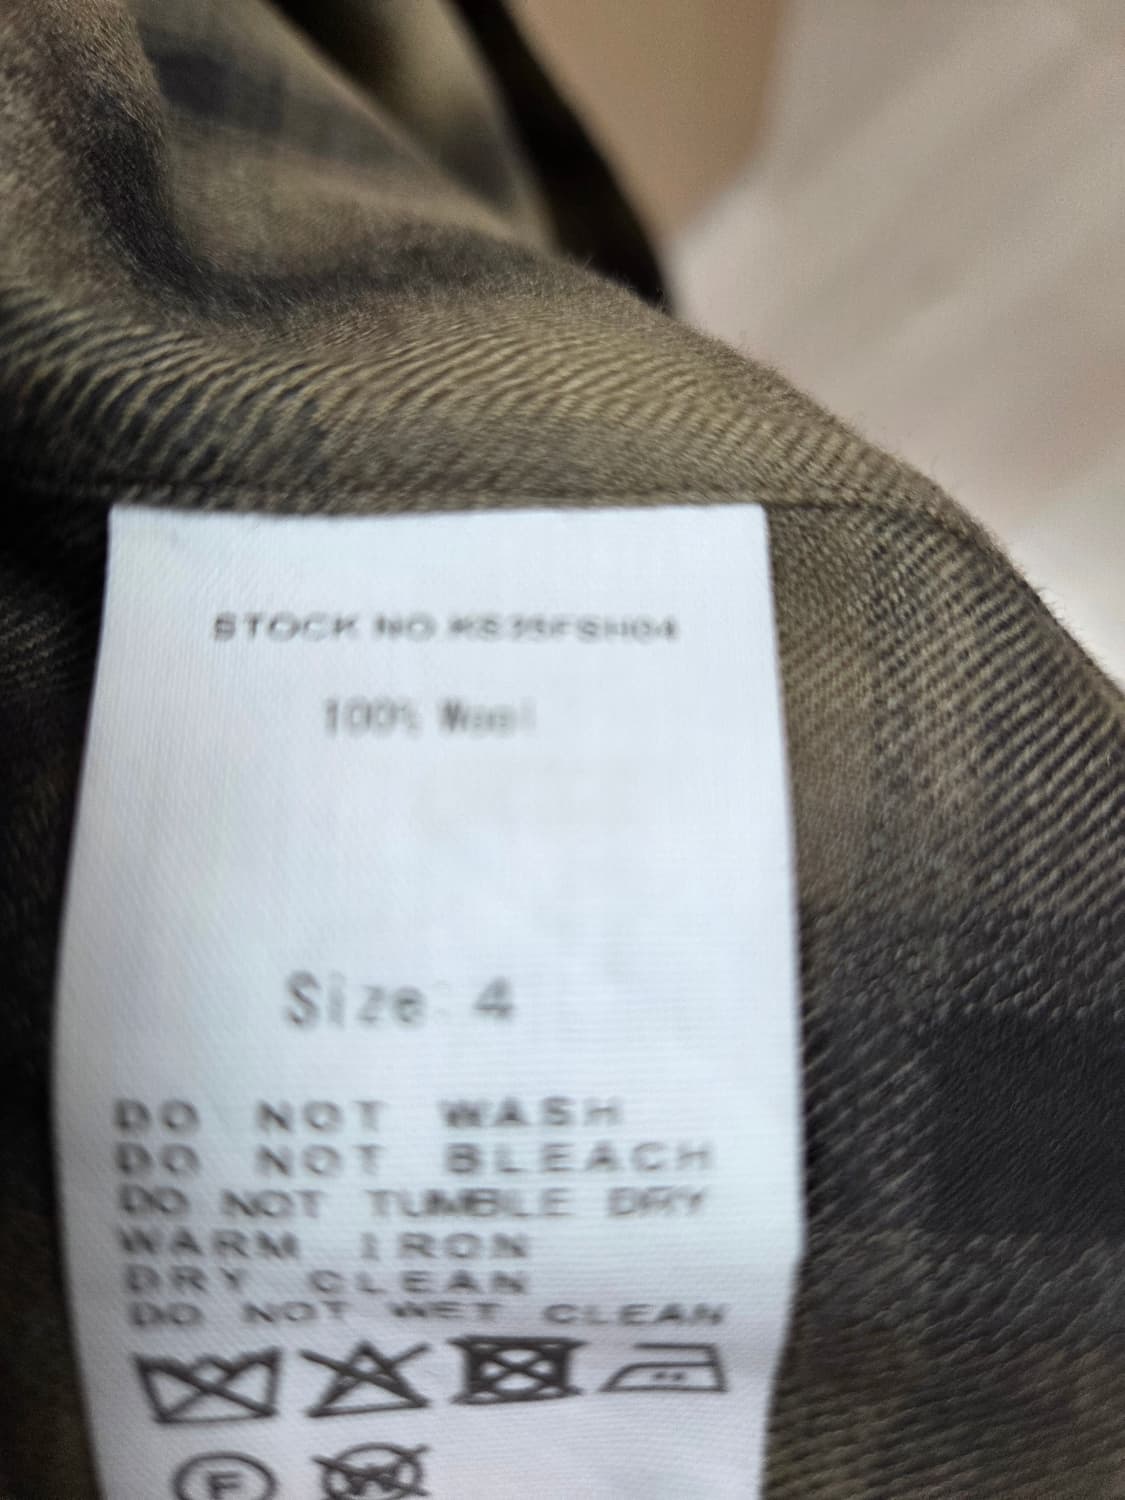 STOCK NO.KS35FSH04
100% Wool
Size: 4
DO NOT WASH
DO NOT BLEACH
DO NOT TUMBLE DRY
WARM IRON
DRY CLEAN
DO NOT WET CLEAN
F W